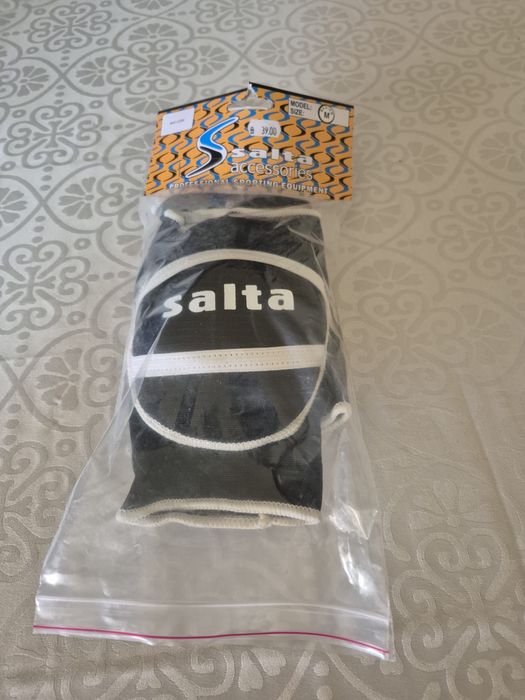 MODEL:
SIZE:
M
39,00
salta
accessories
PROFESSIONAL SPORTING EQUIPMENT
salta